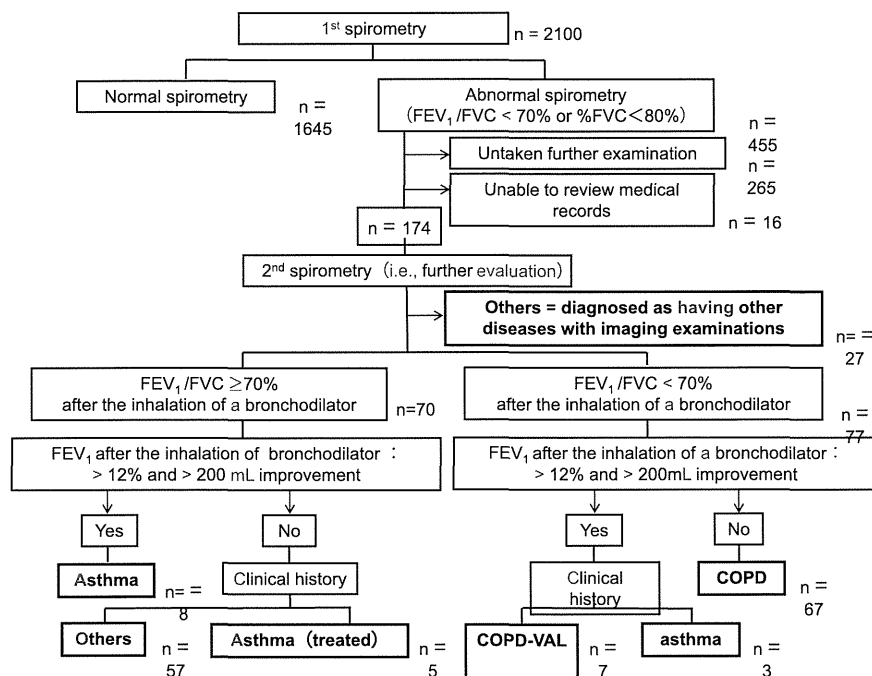 1st spirometry
n = 2100
Normal spirometry
n =
1645
Abnormal spirometry
(FEV1/FVC < 70% or %FVC<80%)
n =
455
Untaken further examination
n =
265
Unable to review medical
records
n = 16
n = 174
2nd spirometry (i.e., further evaluation)
Others = diagnosed as having other
diseases with imaging examinations
n= =
27
FEV1/FVC ≧70%
after the inhalation of a bronchodilator
n=70
FEV1/FVC < 70%
after the inhalation of a bronchodilator
n =
77
FEV1 after the inhalation of bronchodilator :
> 12% and > 200 mL improvement
FEV1 after the inhalation of a bronchodilator :
> 12% and > 200mL improvement
Yes
No
Yes
No
Asthma
n= =
8
Clinical history
Clinical
history
COPD
n =
67
Others
n =
57
Asthma (treated)
n =
5
COPD-VAL
n =
7
asthma
n =
3